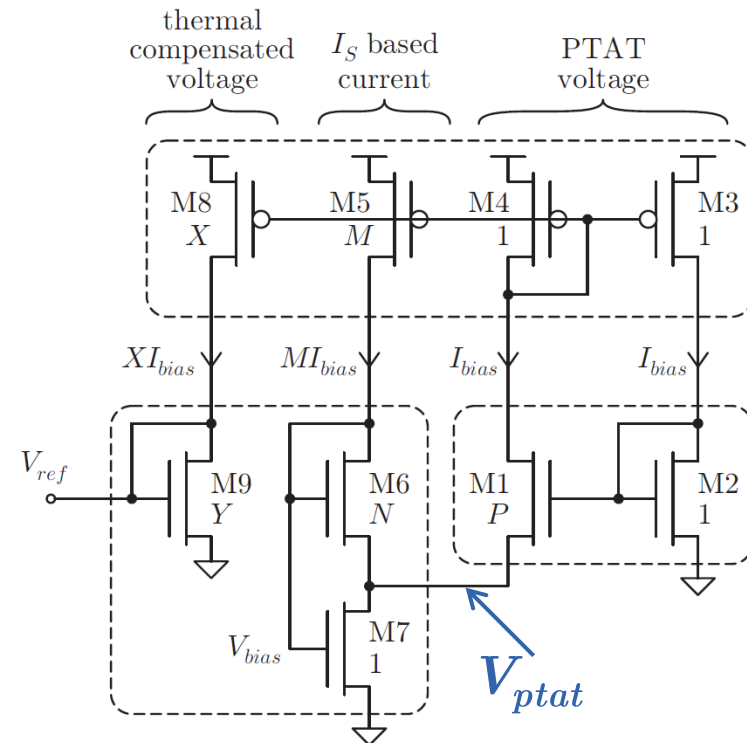 thermal
compensated
voltage
I_S based
current
PTAT
voltage
M8
X
M5
M
M4
1
M3
1
XI_bias
MI_bias
I_bias
I_bias
V_ref
M9
Y
M6
N
M1
P
M2
1
V_bias
M7
1
V_ptat